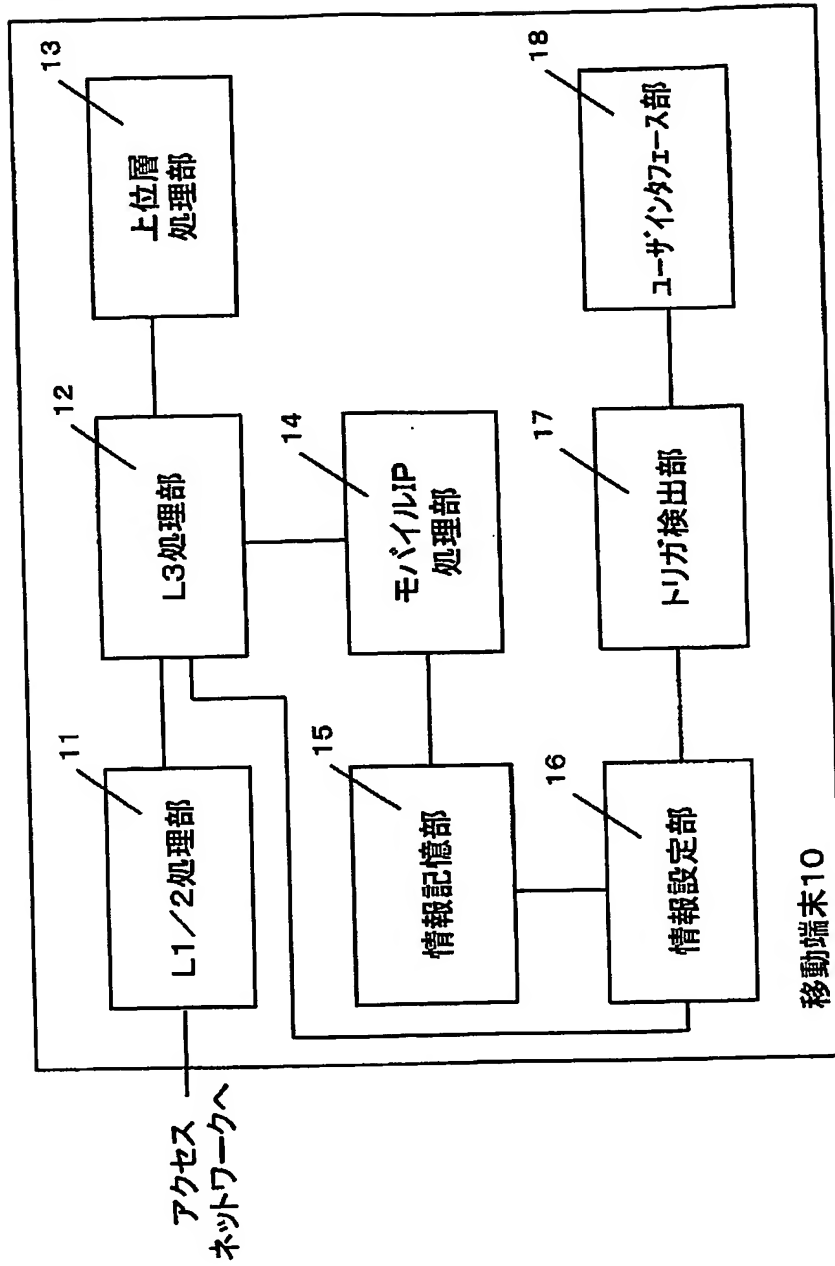 アクセス
ネットワークへ
11
L1／2処理部
12
L3処理部
13
上位層
処理部
14
モバイルIP
処理部
15
情報記憶部
16
情報設定部
17
トリガ検出部
18
ユーザインタフェース部
移動端末10